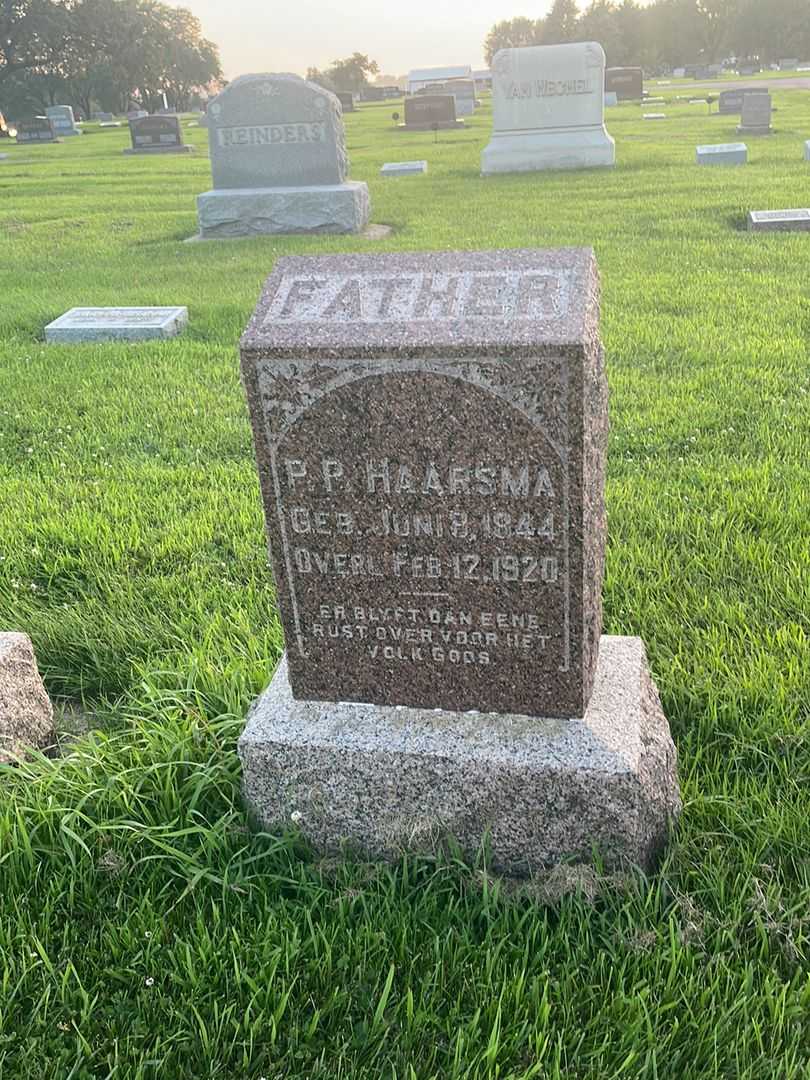 REINDERS
VAN WECHEL
FATHER
P. P. HAARSMA
GEB. JUNI 8, 1844
OVERL. FEB. 12, 1920
ER BLYFT DAN EENE
RUST OVER VOOR HET
VOLK GODS